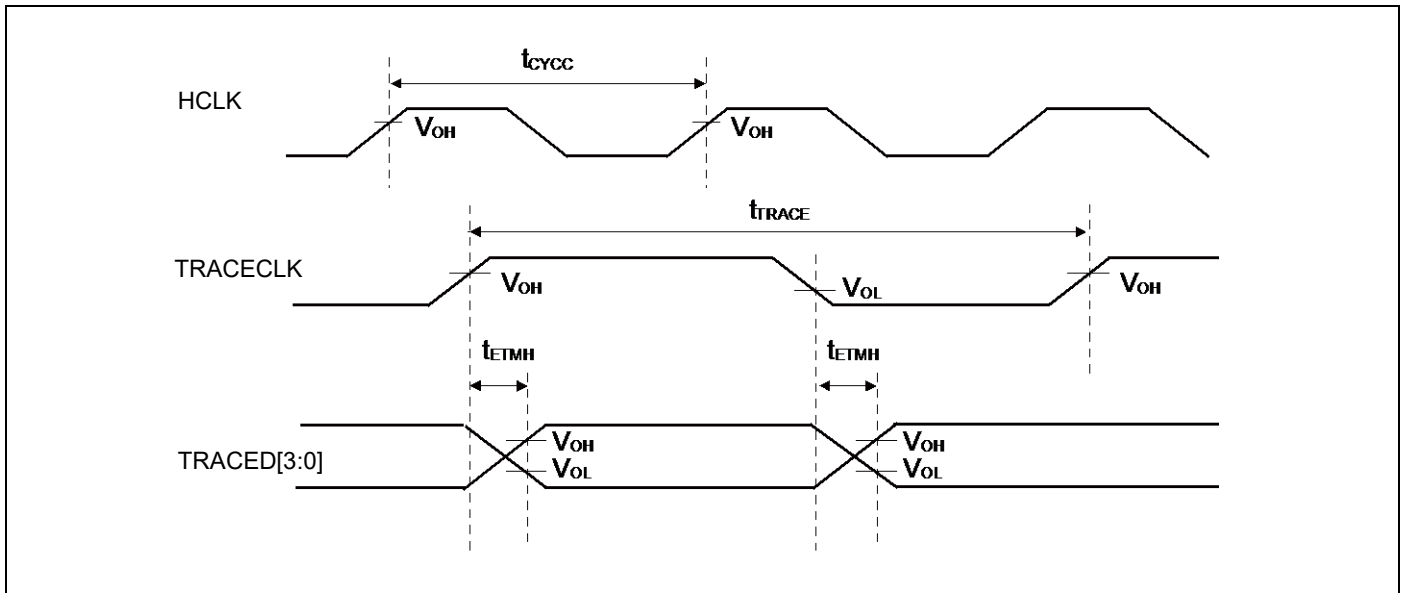 tCYCC
HCLK
VOH VOH
tTRACE
TRACECLK
VOH VOL VOH
tETMH tETMH
TRACED[3:0]
VOH VOH
VOL VOL